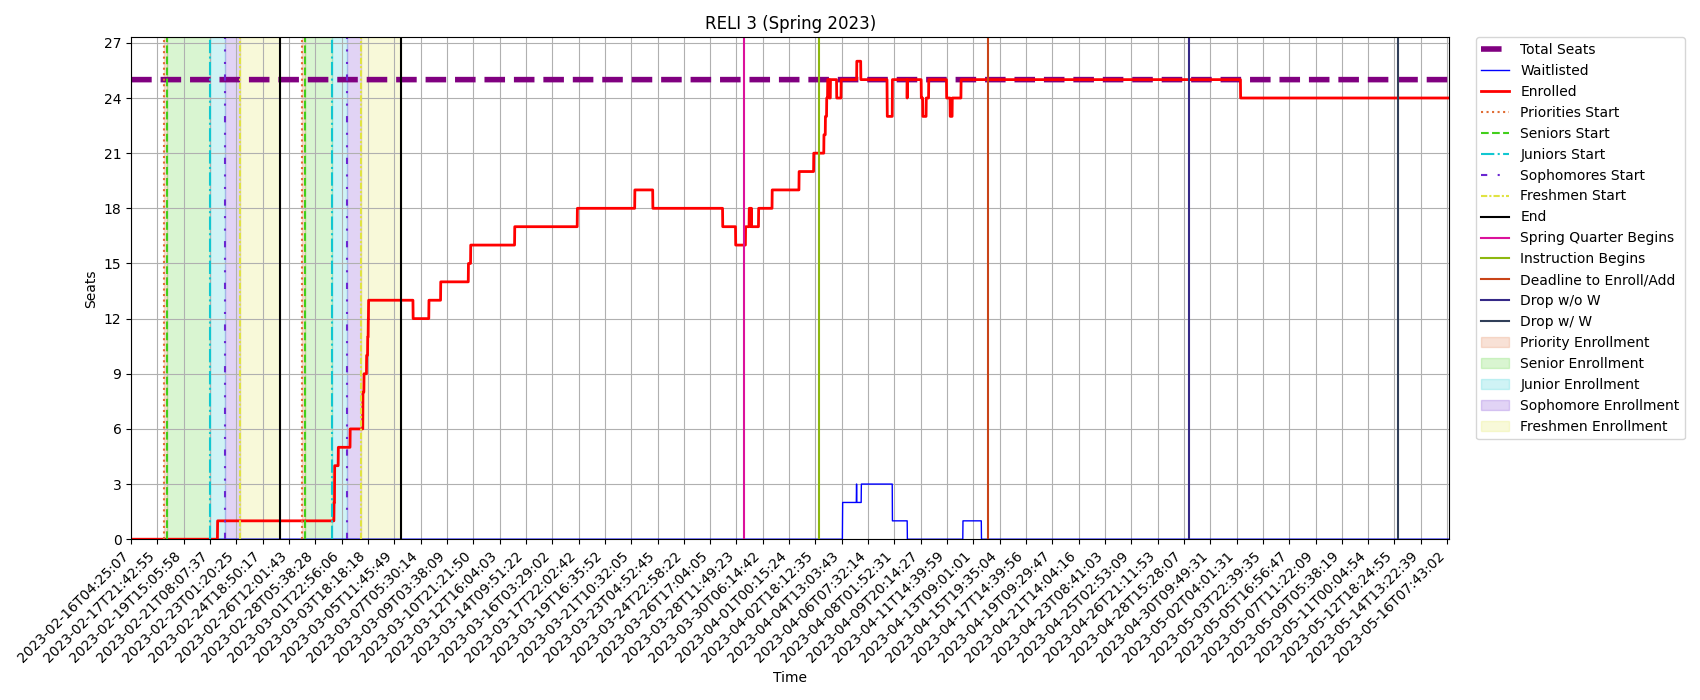 RELI 3 (Spring 2023)
27
24
21
18
15
12
9
6
3
0
Seats
2023-02-16T04:25:07
2023-02-17T21:42:55
2023-02-19T15:05:58
2023-02-21T08:07:37
2023-02-23T01:20:25
2023-02-24T18:50:17
2023-02-26T12:01:43
2023-02-28T05:38:28
2023-03-01T22:56:06
2023-03-03T18:18:18
2023-03-05T11:45:49
2023-03-07T05:30:14
2023-03-09T03:38:09
2023-03-10T11:21:50
2023-03-12T16:04:03
2023-03-14T09:51:22
2023-03-16T03:29:02
2023-03-17T22:02:42
2023-03-19T16:35:52
2023-03-21T10:32:05
2023-03-23T04:52:45
2023-03-24T22:58:22
2023-03-26T17:04:05
2023-03-28T11:49:23
2023-03-30T06:14:42
2023-04-01T00:15:24
2023-04-02T18:12:35
2023-04-04T13:03:43
2023-04-06T07:32:14
2023-04-08T01:52:31
2023-04-09T20:14:27
2023-04-11T14:39:59
2023-04-13T09:01:01
2023-04-15T19:35:04
2023-04-17T14:39:56
2023-04-19T09:29:47
2023-04-21T04:04:16
2023-04-23T08:41:03
2023-04-25T02:53:09
2023-04-26T21:11:53
2023-04-28T15:28:07
2023-04-30T09:49:31
2023-05-02T04:01:31
2023-05-03T22:39:35
2023-05-05T16:56:47
2023-05-07T11:22:09
2023-05-09T05:38:19
2023-05-11T00:04:54
2023-05-12T18:24:55
2023-05-14T13:22:39
2023-05-16T07:43:02
Time
Total Seats
Waitlisted
Enrolled
Priorities Start
Seniors Start
Juniors Start
Sophomores Start
Freshmen Start
End
Spring Quarter Begins
Instruction Begins
Deadline to Enroll/Add
Drop w/o W
Drop w/ W
Priority Enrollment
Senior Enrollment
Junior Enrollment
Sophomore Enrollment
Freshmen Enrollment